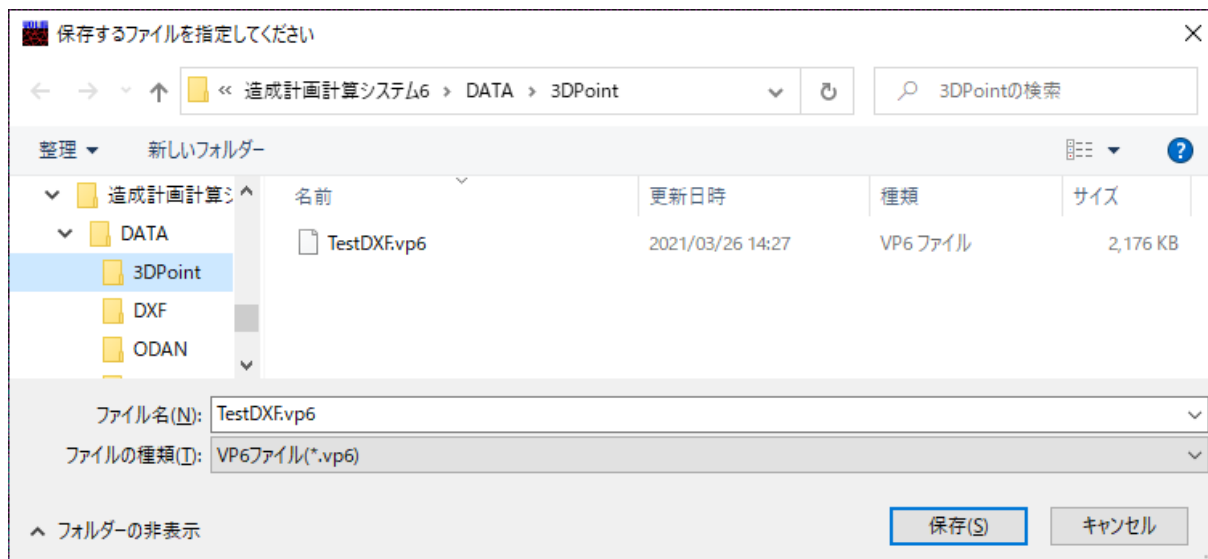 保存するファイルを指定してください
« 造成計画計算システム6 › DATA › 3DPoint
3DPointの検索
整理 新しいフォルダー
造成計画計算シ
DATA
3DPoint
DXF
ODAN
名前 更新日時 種類 サイズ
TestDXF.vp6 2021/03/26 14:27 VP6 ファイル 2,176 KB
ファイル名(N): TestDXF.vp6
ファイルの種類(T): VP6ファイル(*.vp6)
フォルダーの非表示 保存(S) キャンセル